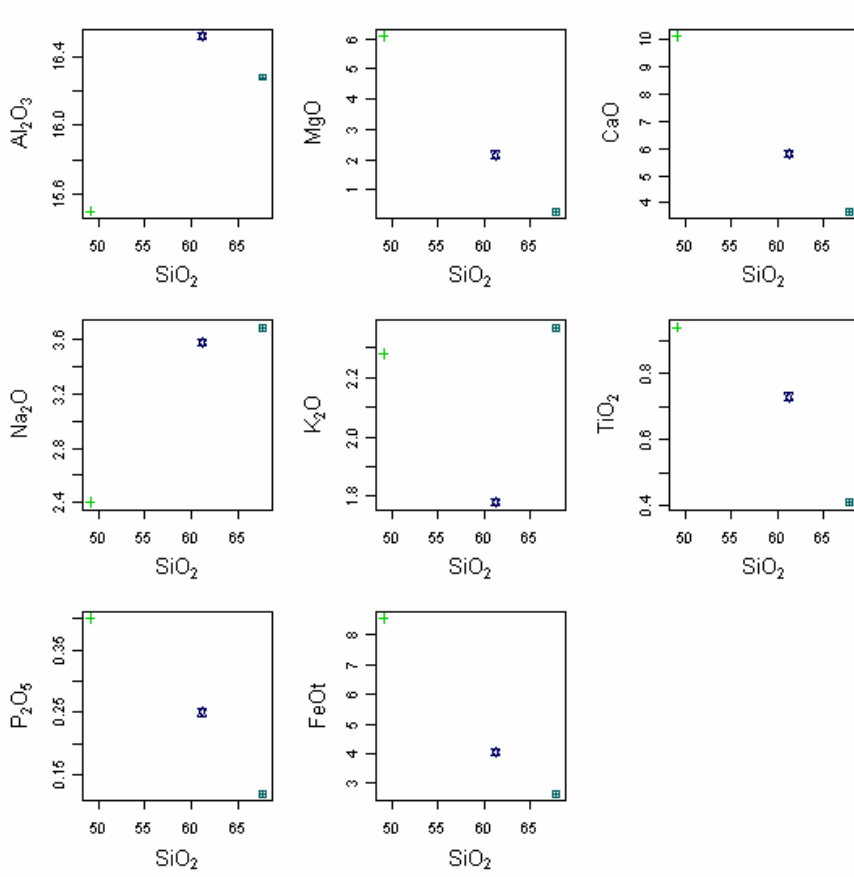 Al₂O₃
16.4
16.0
15.6
50 55 60 65
SiO₂
MgO
6
5
4
3
2
1
50 55 60 65
SiO₂
CaO
10
9
8
7
6
5
4
50 55 60 65
SiO₂
Na₂O
3.6
3.2
2.8
2.4
50 55 60 65
SiO₂
K₂O
2.2
2.0
1.8
50 55 60 65
SiO₂
TiO₂
0.8
0.6
0.4
50 55 60 65
SiO₂
P₂O₅
0.35
0.25
0.15
50 55 60 65
SiO₂
FeOt
8
7
6
5
4
3
50 55 60 65
SiO₂